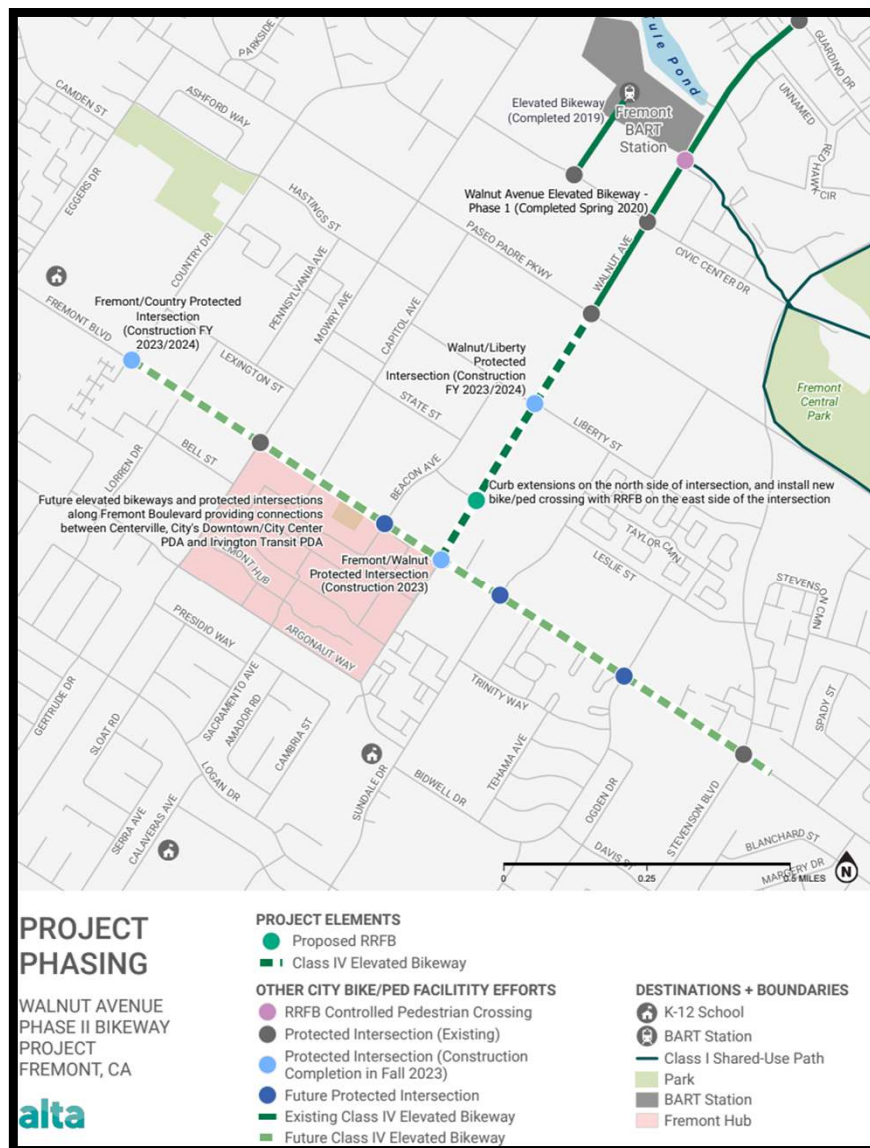 PARKSIDE
Tule Pond
GUARDINO DR
UNNAMED
RED HAWK
CIR
CAMDEN ST
ASHFORD WAY
Elevated Bikeway
(Completed 2019)
Fremont
BART
Station
EGGERS DR
HASTINGS ST
Walnut Avenue Elevated Bikeway -
Phase 1 (Completed Spring 2020)
COUNTRY DR
PENNSYLVANIA AVE
MOWRY AVE
PASEO PADRE PKWY
WALNUT AVE
CIVIC CENTER DR
Fremont/Country Protected
Intersection
(Construction FY
2023/2024)
FREMONT BLVD
CAPITOL AVE
LEXINGTON ST
Walnut/Liberty
Protected
Intersection (Construction
FY 2023/2024)
Fremont
Central
Park
STATE ST
LIBERTY ST
LORREN DR
BELL ST
BEACON AVE
Curb extensions on the north side of intersection, and install new
bike/ped crossing with RRFB on the east side of the intersection
Future elevated bikeways and protected intersections
along Fremont Boulevard providing connections
between Centerville, City's Downtown/City Center
PDA and Irvington Transit PDA
TAYLOR CMN
LESLIE ST
STEVENSON CMN
Fremont/Walnut
Protected Intersection
(Construction 2023)
HUB
ARGONAUT WAY
PRESIDIO WAY
GERTRUDE DR
SLOAT RD
SACRAMENTO AVE
AMADOR RD
CAMBRIA ST
TRINITY WAY
SPADY ST
TEHAMA AVE
SUNDALE DR
LOGAN DR
BIDWELL DR
OGDEN DR
STEVENSON BLVD
SERRA AVE
CALAVERAS AVE
DAVIS ST
BLANCHARD ST
MARGERY DR
0 0.25 0.5 MILES
N
PROJECT
PHASING
WALNUT AVENUE
PHASE II BIKEWAY
PROJECT
FREMONT, CA
alta
PROJECT ELEMENTS
Proposed RRFB
Class IV Elevated Bikeway
OTHER CITY BIKE/PED FACILITITY EFFORTS
RRFB Controlled Pedestrian Crossing
Protected Intersection (Existing)
Protected Intersection (Construction
Completion in Fall 2023)
Future Protected Intersection
Existing Class IV Elevated Bikeway
Future Class IV Elevated Bikeway
DESTINATIONS + BOUNDARIES
K-12 School
BART Station
Class I Shared-Use Path
Park
BART Station
Fremont Hub